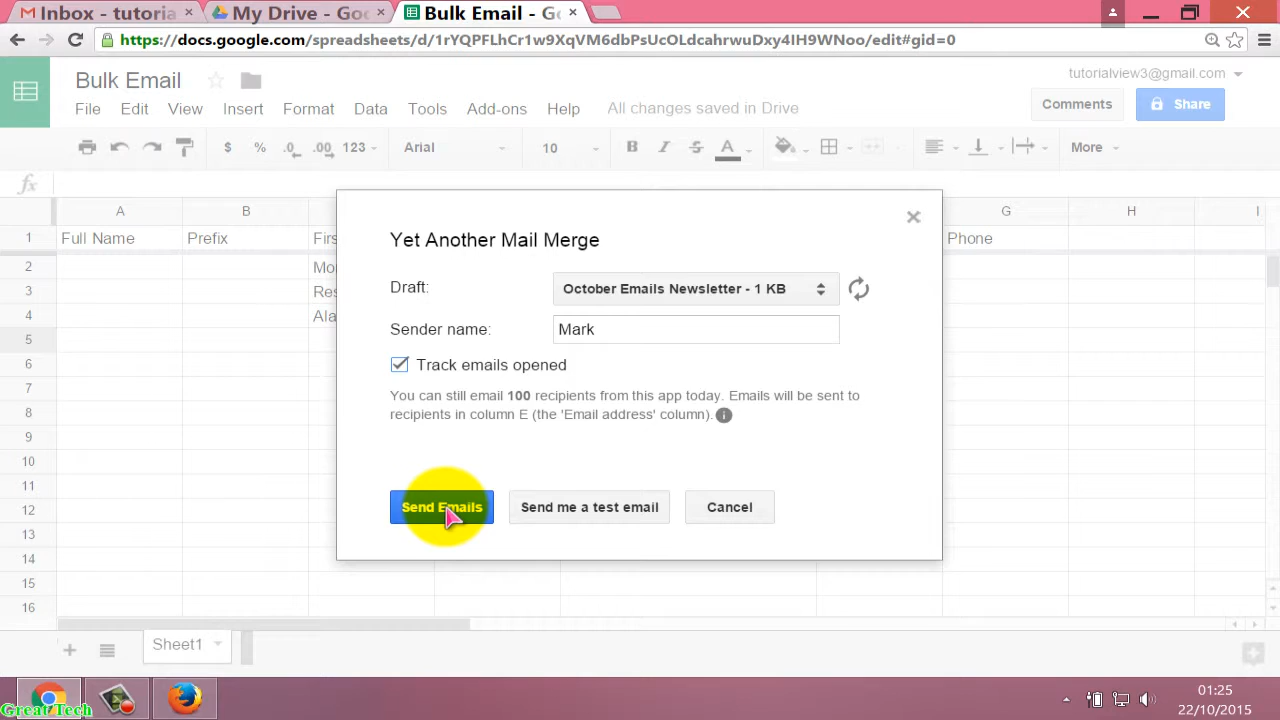 Inbox - tutoria
My Drive - Goo
Bulk Email - Go
https://docs.google.com/spreadsheets/d/1rYQPFLhCr1w9XqVM6dbPsUcOLdcahrwuDxy4IH9WNoo/edit#gid=0
Bulk Email
tutorialview3@gmail.com
File Edit View Insert Format Data Tools Add-ons Help All changes saved in Drive
Comments
Share
$ % .0 .00 123 Arial 10 B I S A More
fx
A B G H I
1 Full Name Prefix Firs Phone
2 Mor
3 Res
4 Ala
5
6
7
8
9
10
11
12
13
14
15
16
Yet Another Mail Merge
Draft: October Emails Newsletter - 1 KB
Sender name: Mark
Track emails opened
You can still email 100 recipients from this app today. Emails will be sent to
recipients in column E (the 'Email address' column).
Send Emails Send me a test email Cancel
Sheet1
Great Tech
01:25
22/10/2015